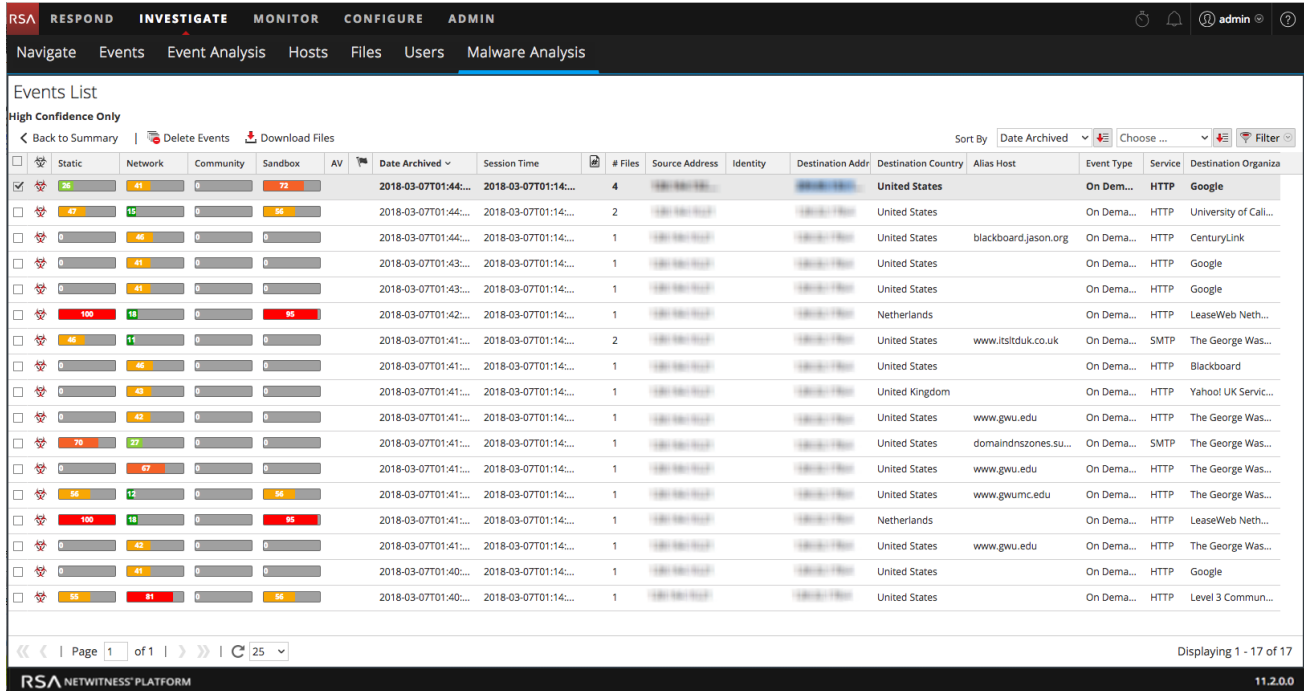 RSA RESPOND INVESTIGATE MONITOR CONFIGURE ADMIN admin
Navigate Events Event Analysis Hosts Files Users Malware Analysis
Events List
High Confidence Only
Back to Summary | Delete Events Download Files Sort By Date Archived Choose ... Filter
Static Network Community Sandbox AV Date Archived Session Time # Files Source Address Identity Destination Addr Destination Country Alias Host Event Type Service Destination Organiza
26 41 0 72 2018-03-07T01:44:... 2018-03-07T01:14:... 4 United States On Dem... HTTP Google
47 15 0 56 2018-03-07T01:44:... 2018-03-07T01:14:... 2 United States On Dema... HTTP University of Cali...
0 46 0 0 2018-03-07T01:44:... 2018-03-07T01:14:... 1 United States blackboard.jason.org On Dema... HTTP CenturyLink
0 41 0 0 2018-03-07T01:43:... 2018-03-07T01:14:... 1 United States On Dema... HTTP Google
0 41 0 0 2018-03-07T01:43:... 2018-03-07T01:14:... 1 United States On Dema... HTTP Google
100 18 0 95 2018-03-07T01:42:... 2018-03-07T01:14:... 1 Netherlands On Dema... HTTP LeaseWeb Neth...
46 11 0 0 2018-03-07T01:41:... 2018-03-07T01:14:... 2 United States www.itsltduk.co.uk On Dema... SMTP The George Was...
0 46 0 0 2018-03-07T01:41:... 2018-03-07T01:14:... 1 United States On Dema... HTTP Blackboard
0 43 0 0 2018-03-07T01:41:... 2018-03-07T01:14:... 1 United Kingdom On Dema... HTTP Yahoo! UK Servic...
0 42 0 0 2018-03-07T01:41:... 2018-03-07T01:14:... 1 United States www.gwu.edu On Dema... HTTP The George Was...
70 27 0 0 2018-03-07T01:41:... 2018-03-07T01:14:... 1 United States domaindnszones.su... On Dema... SMTP The George Was...
0 67 0 0 2018-03-07T01:41:... 2018-03-07T01:14:... 1 United States www.gwu.edu On Dema... HTTP The George Was...
56 12 0 56 2018-03-07T01:41:... 2018-03-07T01:14:... 1 United States www.gwumc.edu On Dema... HTTP The George Was...
100 18 0 95 2018-03-07T01:41:... 2018-03-07T01:14:... 1 Netherlands On Dema... HTTP LeaseWeb Neth...
0 42 0 0 2018-03-07T01:41:... 2018-03-07T01:14:... 1 United States www.gwu.edu On Dema... HTTP The George Was...
0 41 0 0 2018-03-07T01:40:... 2018-03-07T01:14:... 1 United States On Dema... HTTP Google
55 81 0 56 2018-03-07T01:40:... 2018-03-07T01:14:... 1 United States On Dema... HTTP Level 3 Commun...
| Page 1 of 1 | | 25 Displaying 1 - 17 of 17
RSA NETWITNESS PLATFORM 11.2.0.0